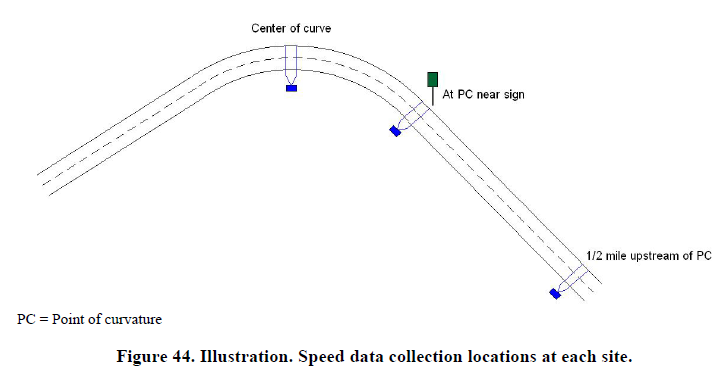 Center of curve
At PC near sign
1/2 mile upstream of PC
PC = Point of curvature
Figure 44. Illustration. Speed data collection locations at each site.